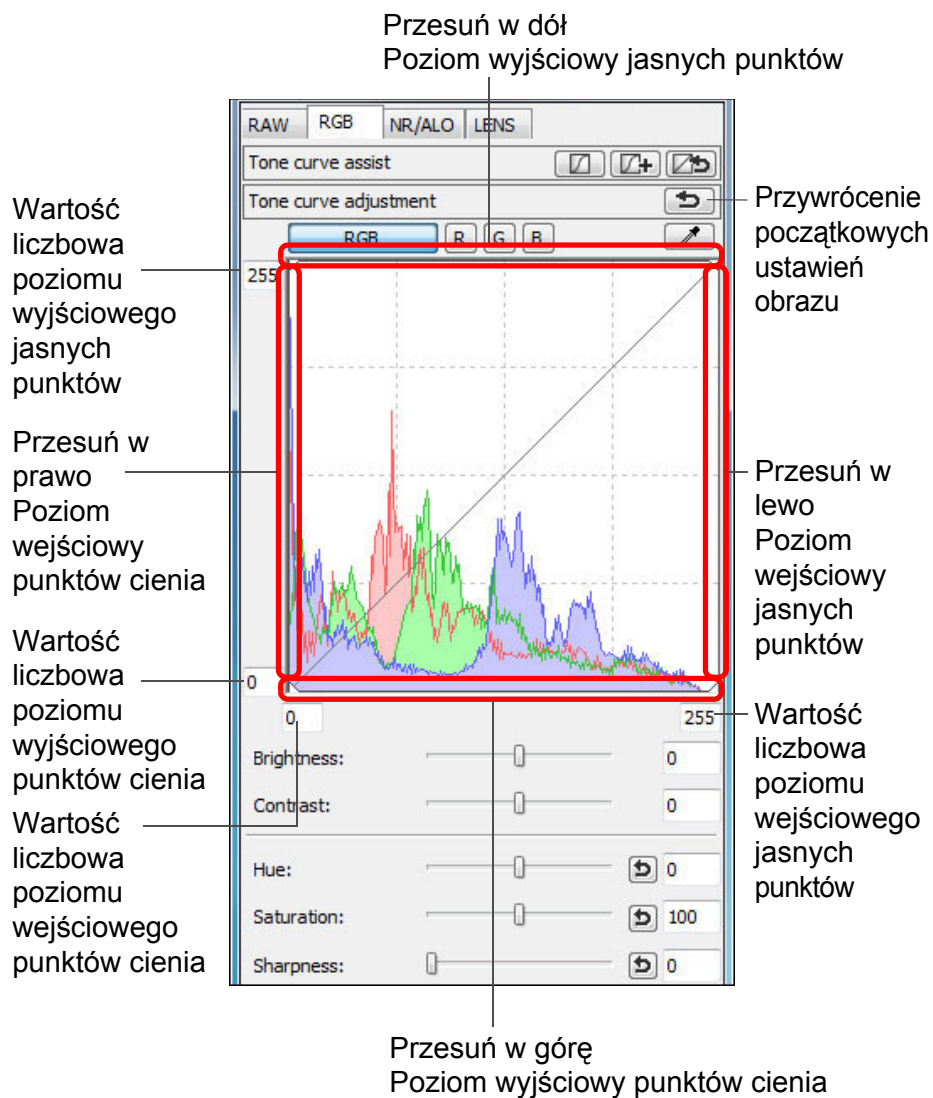 Przesuń w dół
Poziom wyjściowy jasnych punktów
RAW RGB NR/ALO LENS
Tone curve assist
Tone curve adjustment
RGB R G B
Wartość
liczbowa
poziomu
wyjściowego
jasnych
punktów
Przywrócenie
początkowych
ustawień
obrazu
255
Przesuń w
prawo
Poziom
wejściowy
punktów cienia
Przesuń w
lewo
Poziom
wejściowy
jasnych
punktów
Wartość
liczbowa
poziomu
wyjściowego
punktów cienia
0
0 255
Wartość
liczbowa
poziomu
wejściowego
jasnych
punktów
Wartość
liczbowa
poziomu
wejściowego
punktów cienia
Brightness: 0
Contrast: 0
Hue: 0
Saturation: 100
Sharpness: 0
Przesuń w górę
Poziom wyjściowy punktów cienia